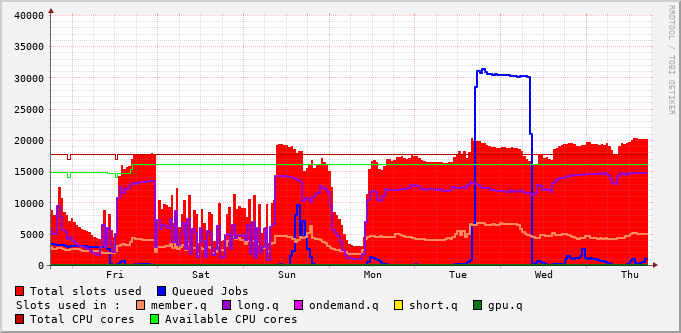 40000
35000
30000
25000
20000
15000
10000
5000
0
Fri Sat Sun Mon Tue Wed Thu
Total slots used Queued Jobs
Slots used in : member.q long.q ondemand.q short.q gpu.q
Total CPU cores Available CPU cores
RRDTOOL / TOBI OETIKER